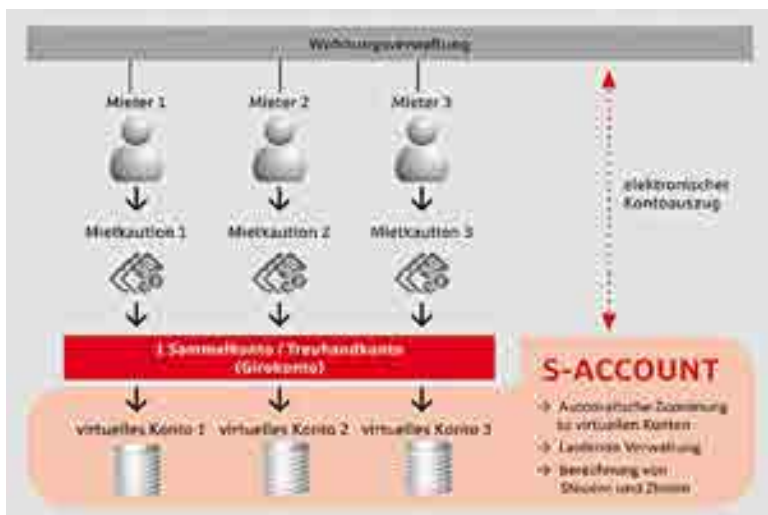 Wohnungsverwaltung
Mieter 1 Mieter 2 Mieter 3
elektronischer
Kontoauszug
Mietkaution 1 Mietkaution 2 Mietkaution 3
1 Sammelkonto / Treuhandkonto
(Girokonto)
virtuelles Konto 1 virtuelles Konto 2 virtuelles Konto 3
S-ACCOUNT
→ Automatische Zuordnung
zu virtuellen Konten
→ Laufende Verwaltung
→ Berechnung von
Steuern und Zinsen